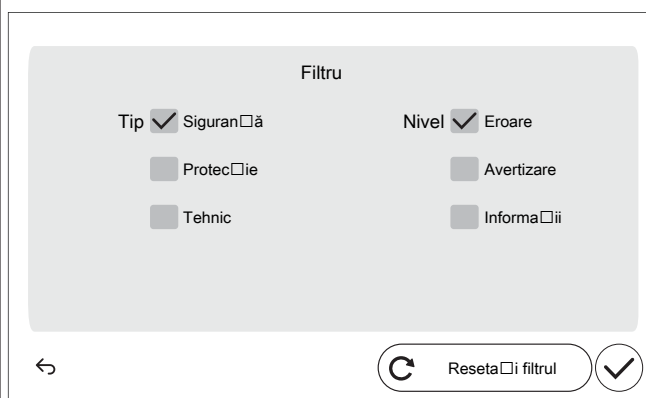 Filtru
Tip Siguran□ă Nivel Eroare
Protec□ie Avertizare
Tehnic Informa□ii
Reseta□i filtrul